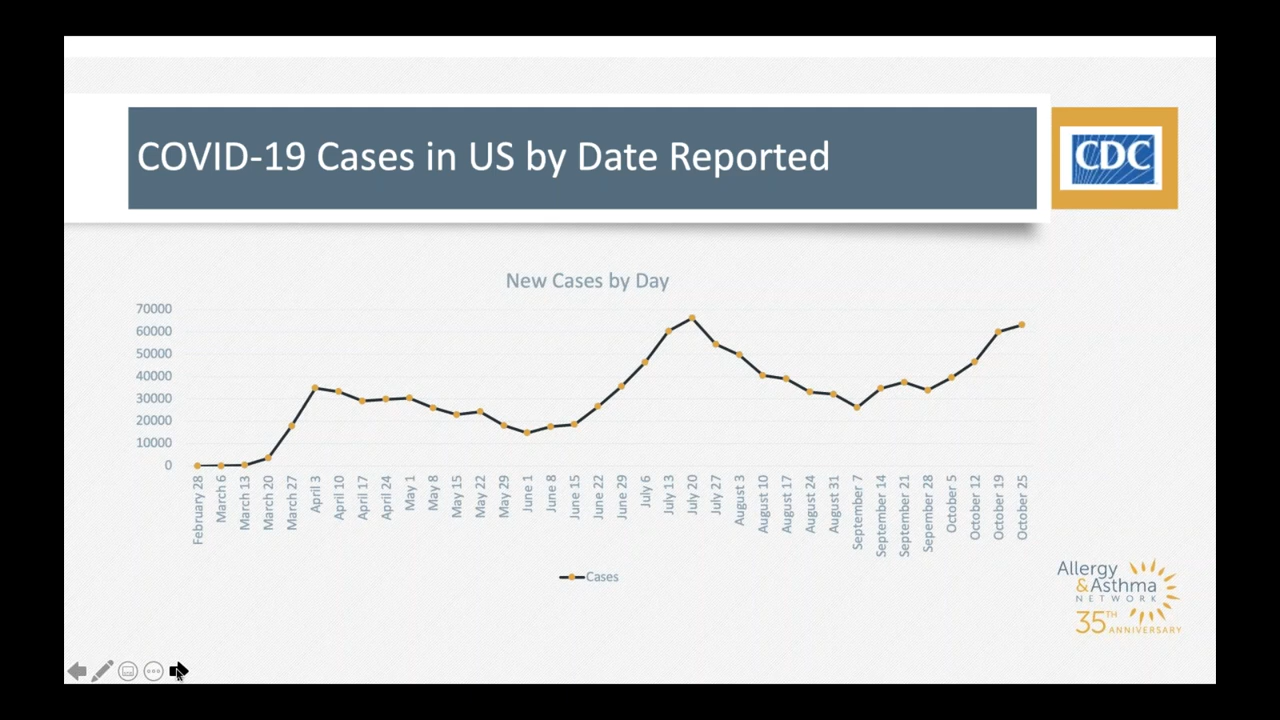 COVID-19 Cases in US by Date Reported
CDC
New Cases by Day
70000
60000
50000
40000
30000
20000
10000
0
February 28
March 6
March 13
March 20
March 27
April 3
April 10
April 17
April 24
May 1
May 8
May 15
May 22
May 29
June 1
June 8
June 15
June 22
June 29
July 6
July 13
July 20
July 27
August 3
August 10
August 17
August 24
August 31
September 7
September 14
September 21
Sepember 28
October 5
October 12
October 19
October 25
Cases
Allergy
&Asthma
NETWORK
35TH ANNIVERSARY